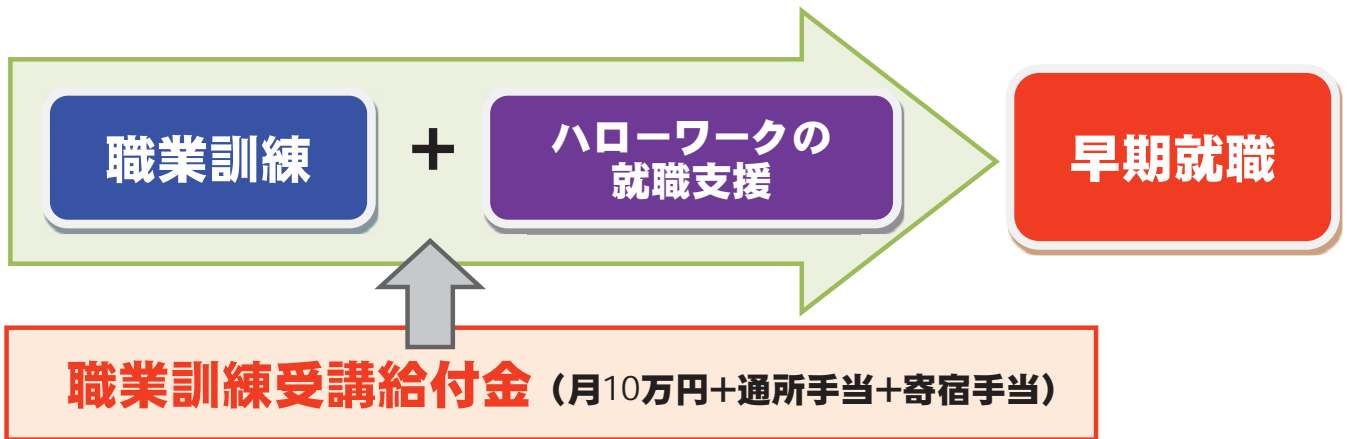 職業訓練
+
ハローワークの
就職支援
早期就職
職業訓練受講給付金（月10万円+通所手当+寄宿手当）